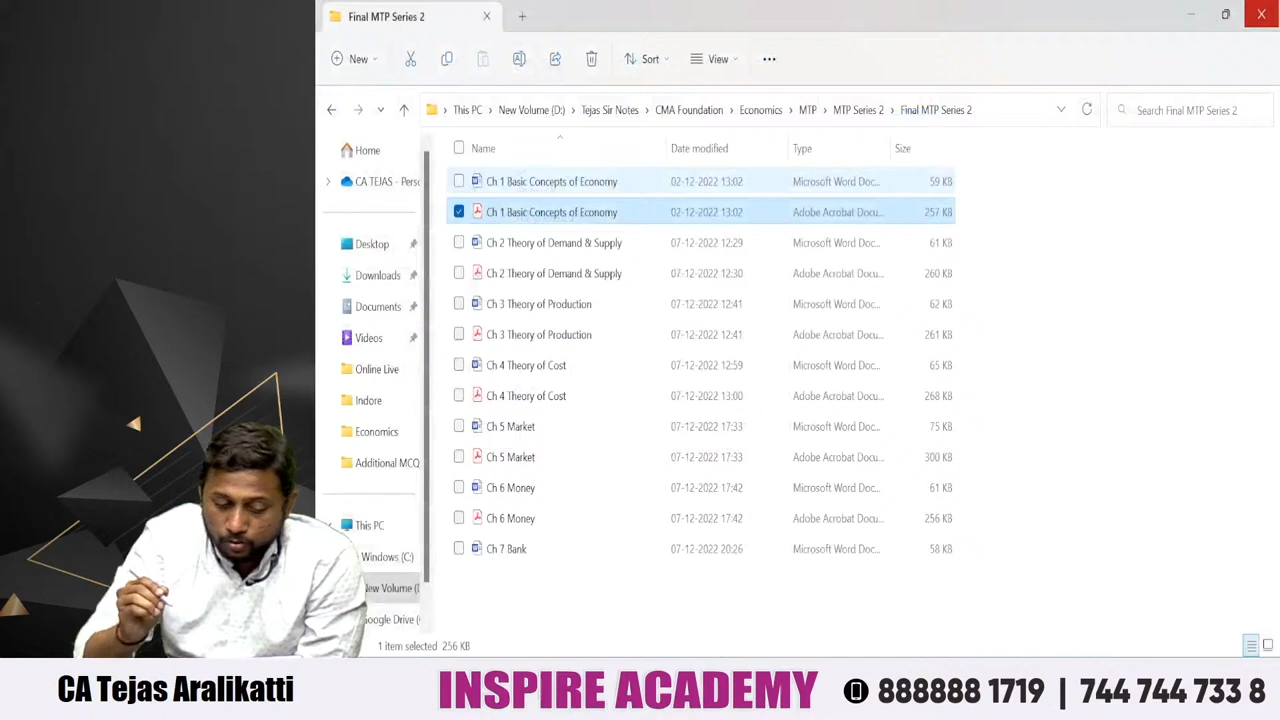 Final MTP Series 2
New Sort View
This PC New Volume (D:) Tejas Sir Notes CMA Foundation Economics MTP MTP Series 2 Final MTP Series 2
Search Final MTP Series 2
Home
CA TEJAS - Perso
Desktop
Downloads
Documents
Videos
Online Live
Indore
Economics
Additional MCQ
This PC
Windows (C:)
New Volume (
Google Drive (
Name Date modified Type Size
Ch 1 Basic Concepts of Economy 02-12-2022 13:02 Microsoft Word Doc... 59 KB
Ch 1 Basic Concepts of Economy 02-12-2022 13:02 Adobe Acrobat Docu... 257 KB
Ch 2 Theory of Demand & Supply 07-12-2022 12:29 Microsoft Word Doc... 61 KB
Ch 2 Theory of Demand & Supply 07-12-2022 12:30 Adobe Acrobat Docu... 260 KB
Ch 3 Theory of Production 07-12-2022 12:41 Microsoft Word Doc... 62 KB
Ch 3 Theory of Production 07-12-2022 12:41 Adobe Acrobat Docu... 261 KB
Ch 4 Theory of Cost 07-12-2022 12:59 Microsoft Word Doc... 65 KB
Ch 4 Theory of Cost 07-12-2022 13:00 Adobe Acrobat Docu... 268 KB
Ch 5 Market 07-12-2022 17:33 Microsoft Word Doc... 75 KB
Ch 5 Market 07-12-2022 17:33 Adobe Acrobat Docu... 300 KB
Ch 6 Money 07-12-2022 17:42 Microsoft Word Doc... 61 KB
Ch 6 Money 07-12-2022 17:42 Adobe Acrobat Docu... 256 KB
Ch 7 Bank 07-12-2022 20:26 Microsoft Word Doc... 58 KB
1 item selected 256 KB
CA Tejas Aralikatti INSPIRE ACADEMY 888888 1719 | 744 744 733 8